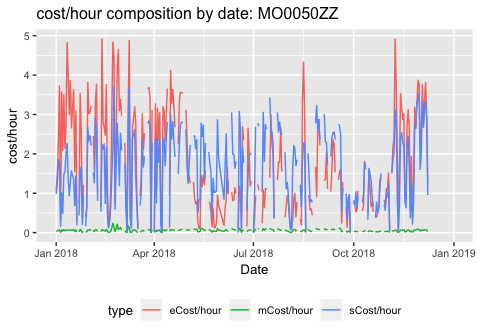 cost/hour composition by date: MO0050ZZ
cost/hour
5
4
3
2
1
0
Jan 2018
Apr 2018
Jul 2018
Oct 2018
Jan 2019
Date
type
eCost/hour
mCost/hour
sCost/hour